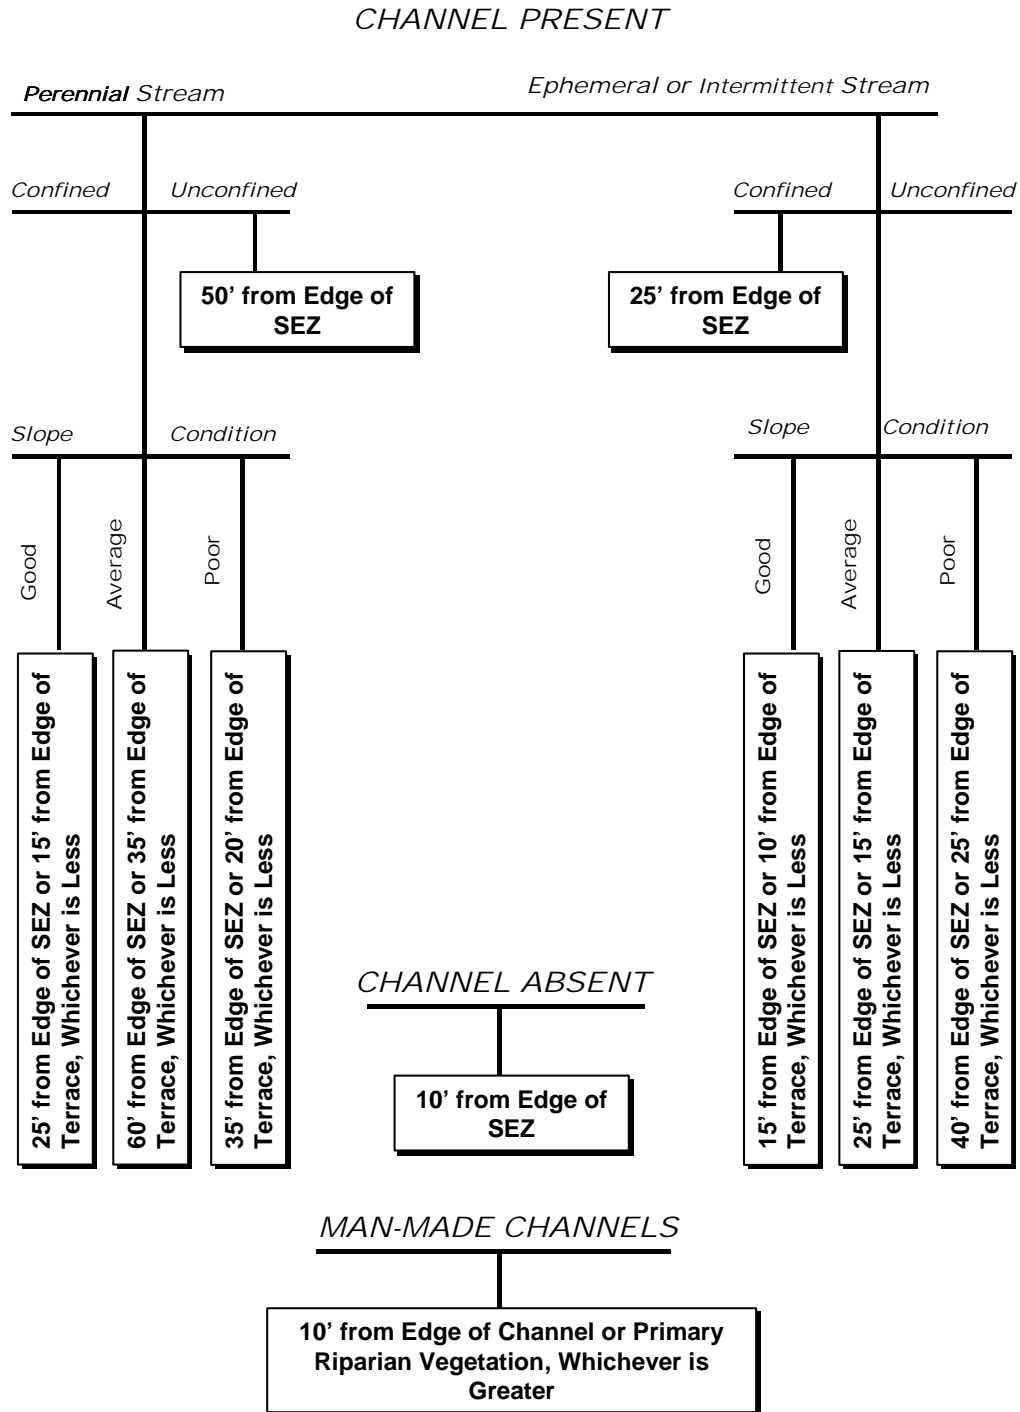 CHANNEL PRESENT
Perennial Stream
Ephemeral or Intermittent Stream
Confined
Unconfined
Confined
Unconfined
50’ from Edge of
SEZ
25’ from Edge of
SEZ
Slope
Condition
Slope
Condition
Good
Average
Poor
Good
Average
Poor
25’ from Edge of SEZ or 15’ from Edge of
Terrace, Whichever is Less
60’ from Edge of SEZ or 35’ from Edge of
Terrace, Whichever is Less
35’ from Edge of SEZ or 20’ from Edge of
Terrace, Whichever is Less
15’ from Edge of SEZ or 10’ from Edge of
Terrace, Whichever is Less
25’ from Edge of SEZ or 15’ from Edge of
Terrace, Whichever is Less
40’ from Edge of SEZ or 25’ from Edge of
Terrace, Whichever is Less
CHANNEL ABSENT
10’ from Edge of
SEZ
MAN-MADE CHANNELS
10’ from Edge of Channel or Primary
Riparian Vegetation, Whichever is
Greater